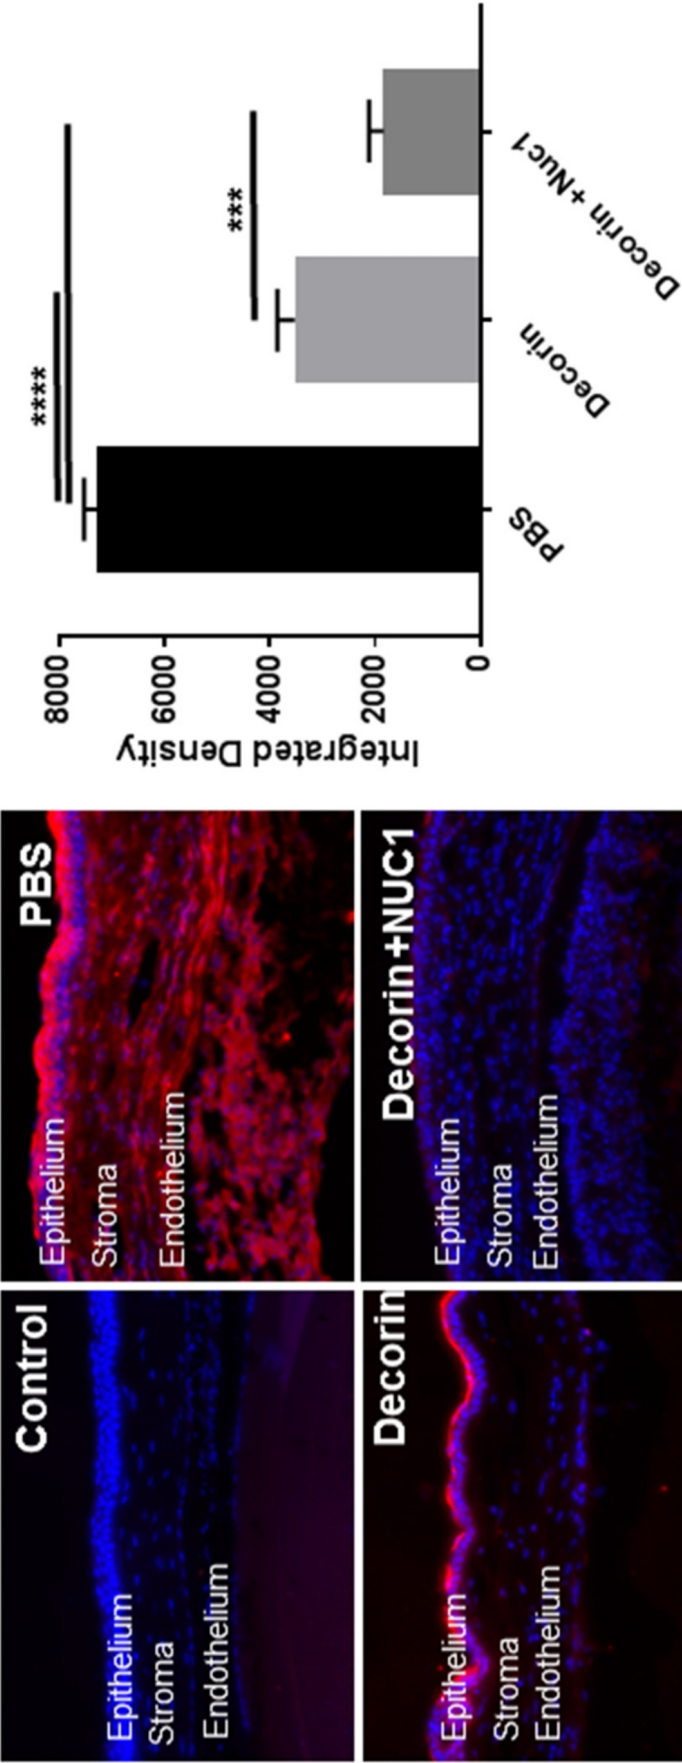 Control
Epithelium
Stroma
Endothelium
PBS
Epithelium
Stroma
Endothelium
Decorin
Epithelium
Stroma
Endothelium
Decorin+NUC1
Epithelium
Stroma
Endothelium
Integrated Density
8000
6000
4000
2000
0
****
***
PBS
Decorin
Decorin + Nuc1